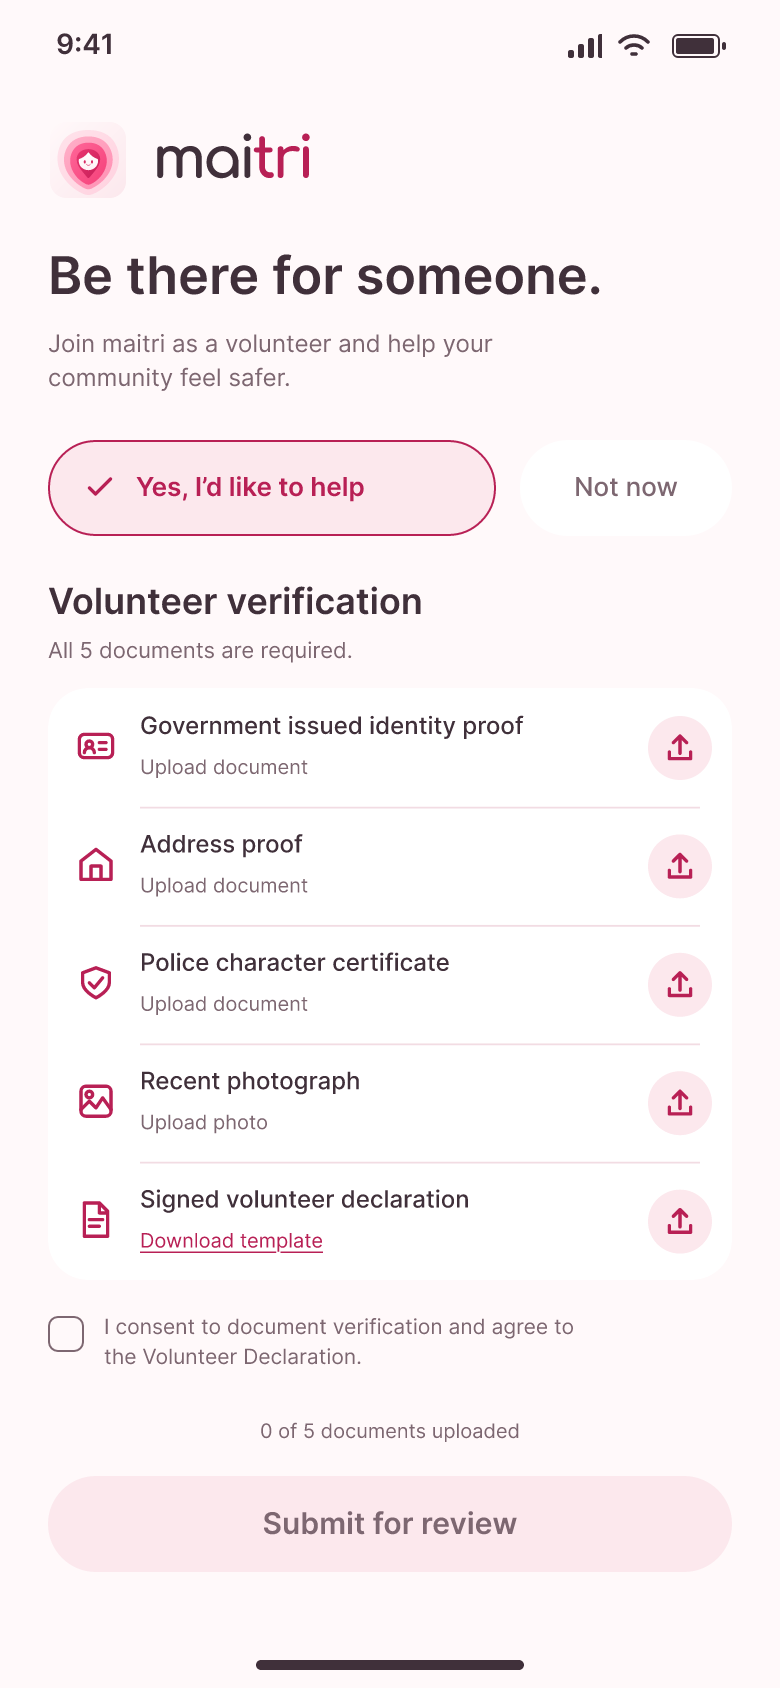 9:41
maitri
Be there for someone.
Join maitri as a volunteer and help your
community feel safer.
Yes, I’d like to help
Not now
Volunteer verification
All 5 documents are required.
Government issued identity proof
Upload document
Address proof
Upload document
Police character certificate
Upload document
Recent photograph
Upload photo
Signed volunteer declaration
Download template
I consent to document verification and agree to
the Volunteer Declaration.
0 of 5 documents uploaded
Submit for review